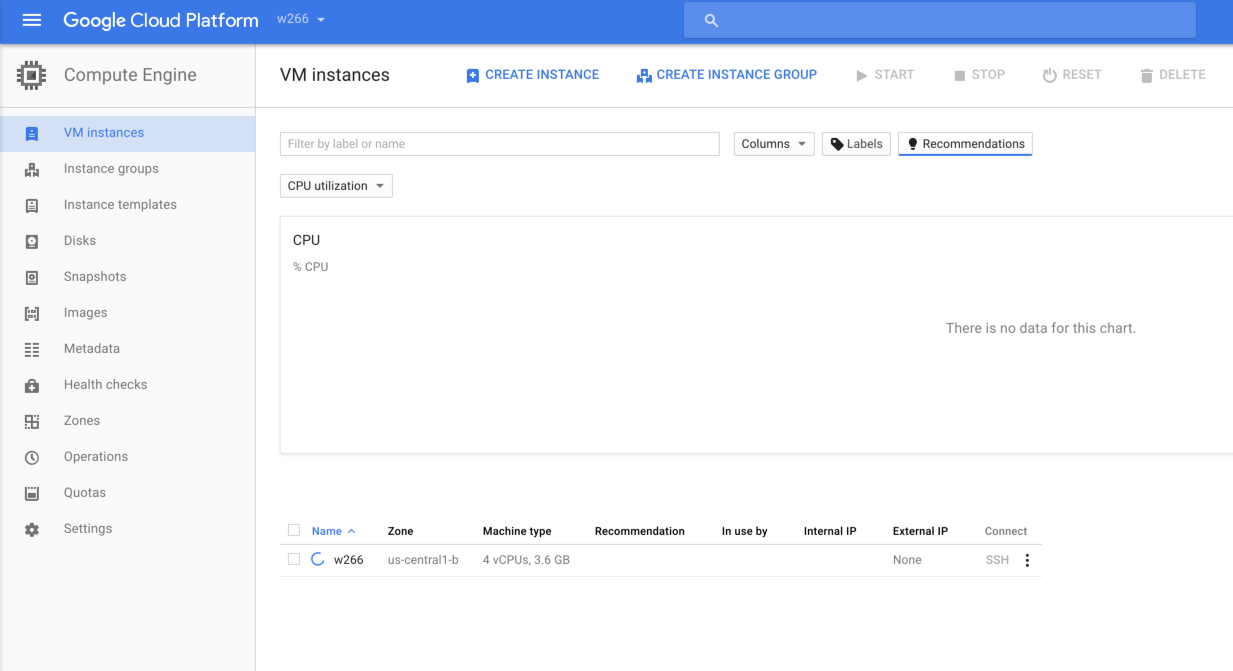 Google Cloud Platform w266
Compute Engine
VM instances
Instance groups
Instance templates
Disks
Snapshots
Images
Metadata
Health checks
Zones
Operations
Quotas
Settings
VM instances CREATE INSTANCE CREATE INSTANCE GROUP START STOP RESET DELETE
Filter by label or name Columns Labels Recommendations
CPU utilization
CPU
% CPU
There is no data for this chart.
Name Zone Machine type Recommendation In use by Internal IP External IP Connect
w266 us-central1-b 4 vCPUs, 3.6 GB None SSH